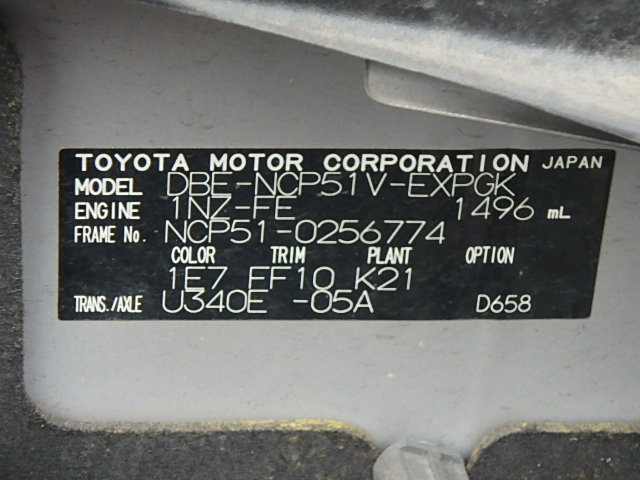 TOYOTA MOTOR CORPORATION JAPAN
MODEL DBE-NCP51V-EXPGK
ENGINE 1NZ-FE 1496 mL
FRAME No. NCP51-0256774
COLOR TRIM PLANT OPTION
1E7 EF10 K21
TRANS./AXLE U340E -05A D658